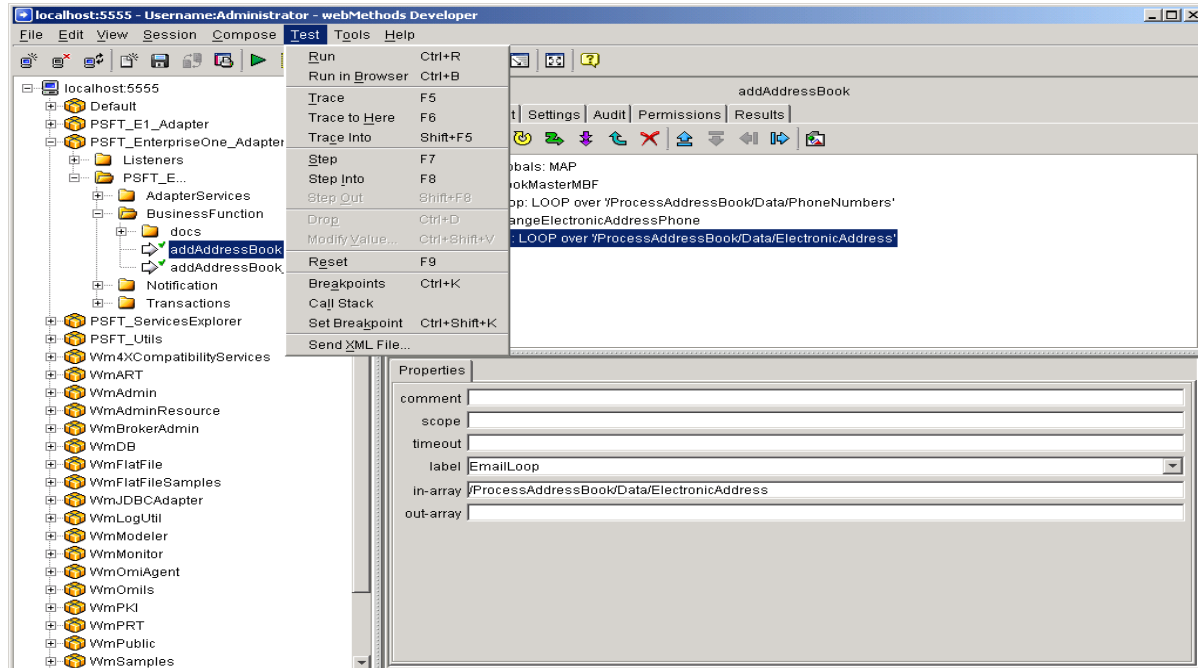 localhost:5555 - Username:Administrator - webMethods Developer
File Edit View Session Compose Test Tools Help
Run Ctrl+R
Run in Browser Ctrl+B
Trace F5
Trace to Here F6
Trace Into Shift+F5
Step F7
Step Into F8
Step Out Shift+F8
Drop Ctrl+D
Modify Value... Ctrl+Shift+V
Reset F9
Breakpoints Ctrl+K
Call Stack
Set Breakpoint Ctrl+Shift+K
Send XML File...
localhost:5555
Default
PSFT_E1_Adapter
PSFT_EnterpriseOne_Adapter
Listeners
PSFT_E...
AdapterServices
BusinessFunction
docs
addAddressBook
addAddressBook_
Notification
Transactions
PSFT_ServicesExplorer
PSFT_Utils
Wm4XCompatibilityServices
WmART
WmAdmin
WmAdminResource
WmBrokerAdmin
WmDB
WmFlatFile
WmFlatFileSamples
WmJDBCAdapter
WmLogUtil
WmModeler
WmMonitor
WmOmiAgent
WmOmils
WmPKI
WmPRT
WmPublic
WmSamples
addAddressBook
t Settings Audit Permissions Results
obals: MAP
ookMasterMBF
op: LOOP over '/ProcessAddressBook/Data/PhoneNumbers'
angeElectronicAddressPhone
: LOOP over '/ProcessAddressBook/Data/ElectronicAddress'
Properties
comment
scope
timeout
label EmailLoop
in-array /ProcessAddressBook/Data/ElectronicAddress
out-array